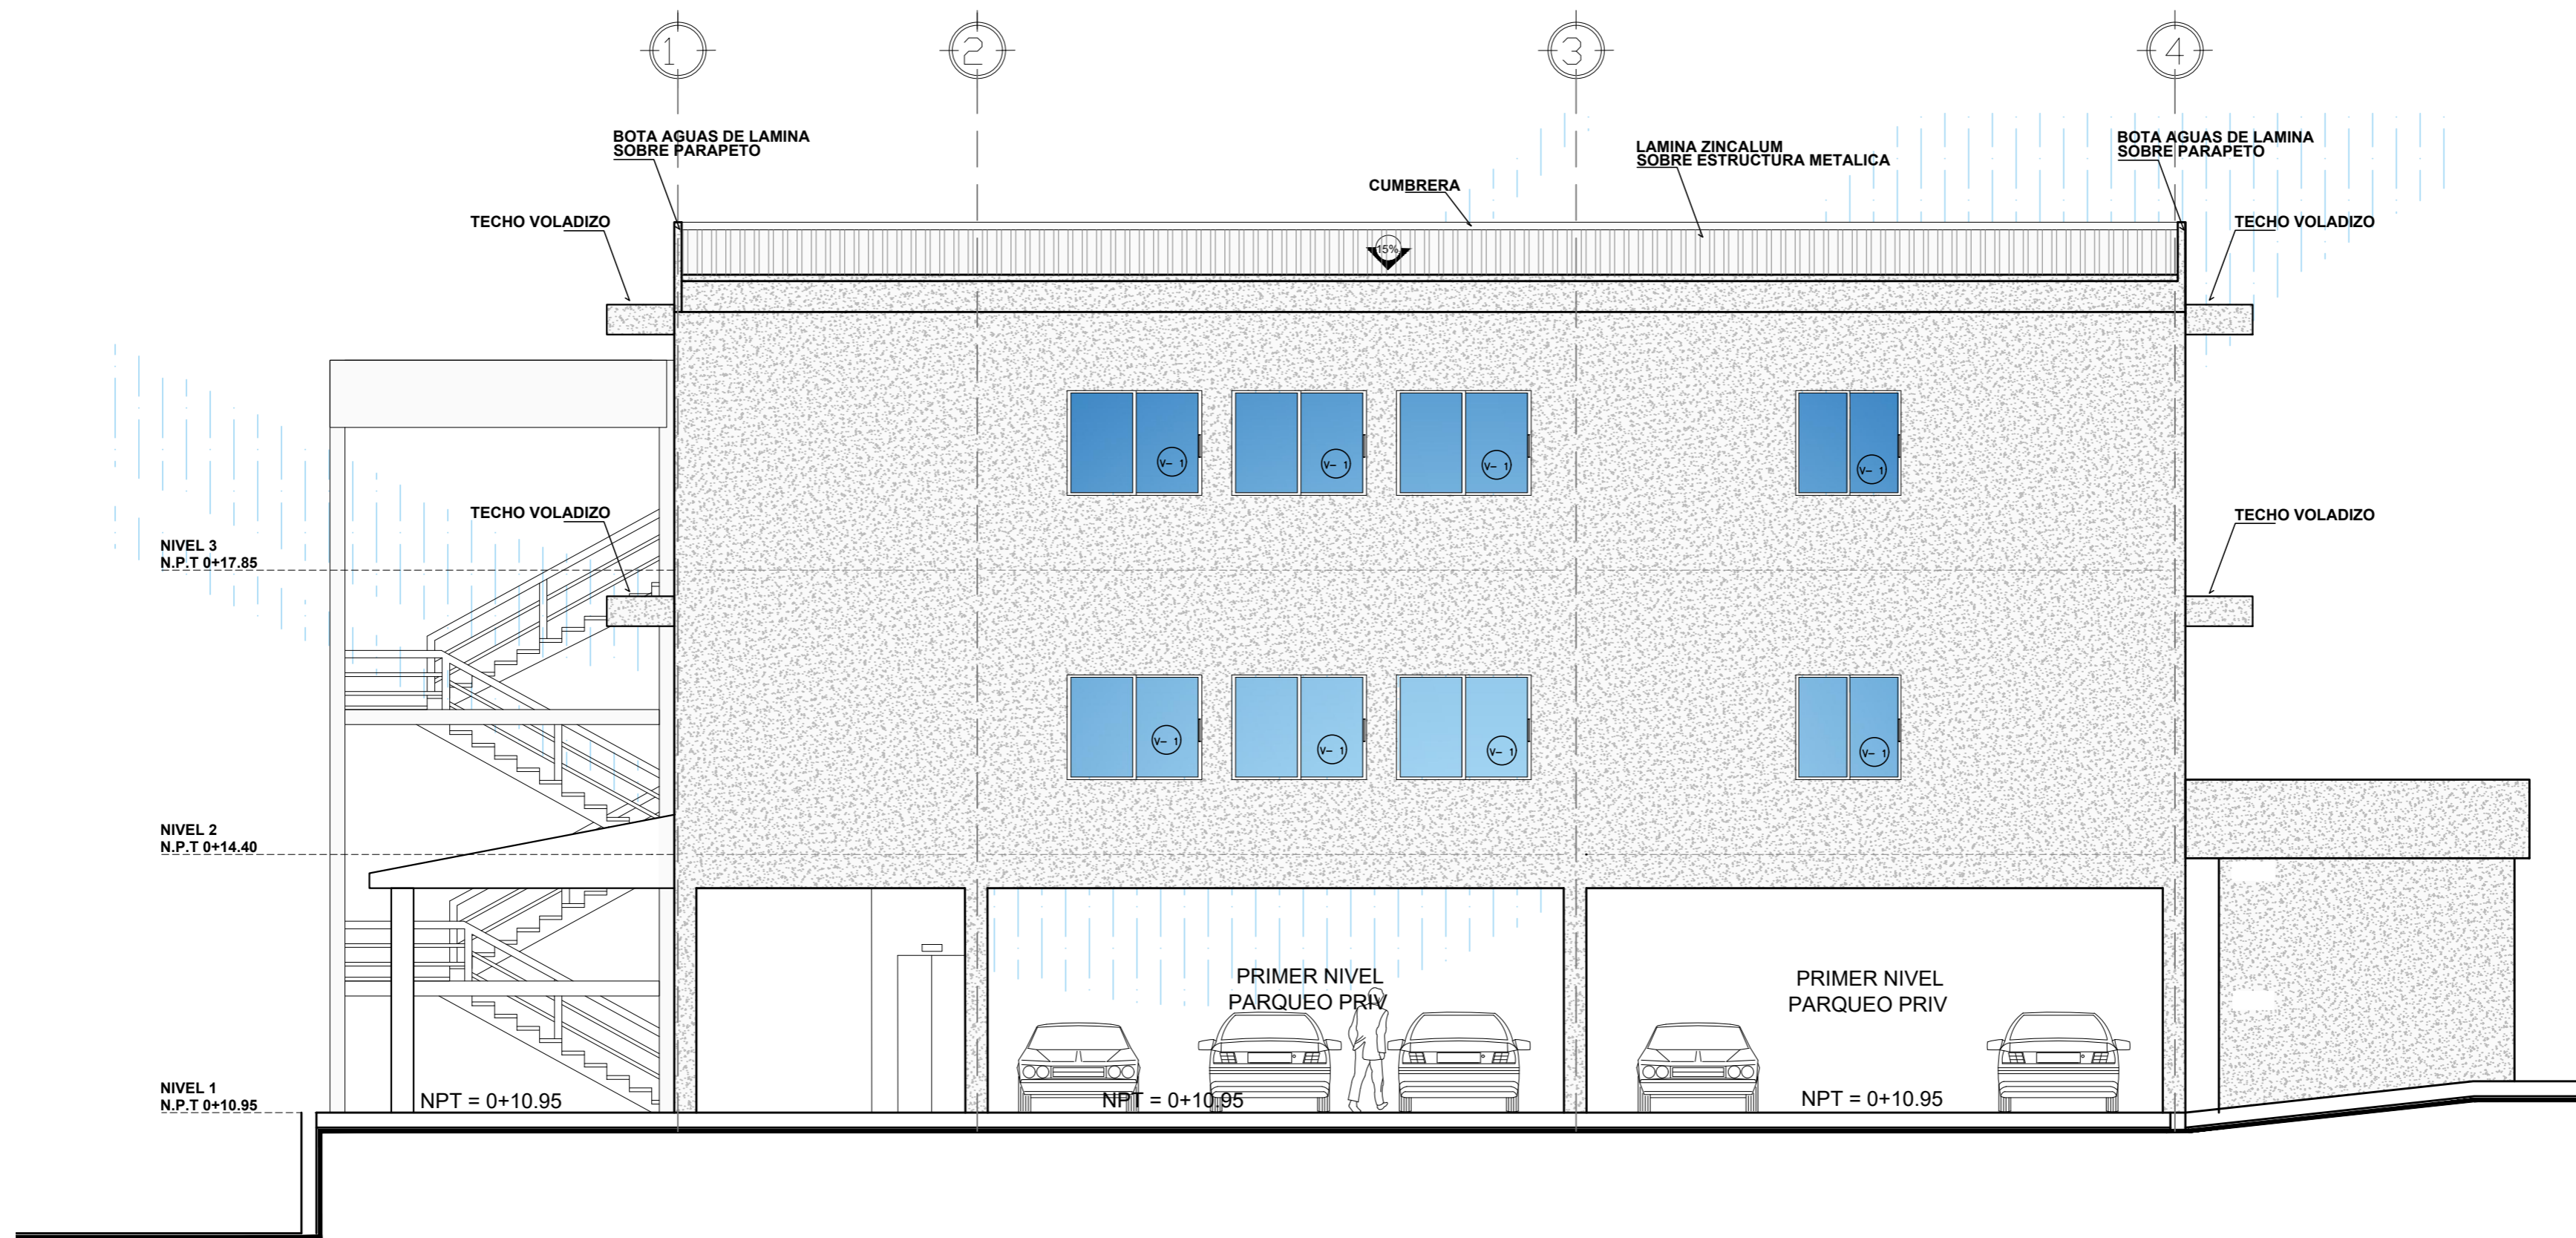 1
2
3
4
BOTA AGUAS DE LAMINA
SOBRE PARAPETO
LAMINA ZINCALUM
SOBRE ESTRUCTURA METALICA
BOTA AGUAS DE LAMINA
SOBRE PARAPETO
CUMBRERA
TECHO VOLADIZO
TECHO VOLADIZO
15%
V- 1
V- 1
V- 1
V- 1
TECHO VOLADIZO
TECHO VOLADIZO
NIVEL 3
N.P.T 0+17.85
V- 1
V- 1
V- 1
V- 1
NIVEL 2
N.P.T 0+14.40
PRIMER NIVEL
PARQUEO PRIV
PRIMER NIVEL
PARQUEO PRIV
NIVEL 1
N.P.T 0+10.95
NPT = 0+10.95
NPT = 0+10.95
NPT = 0+10.95